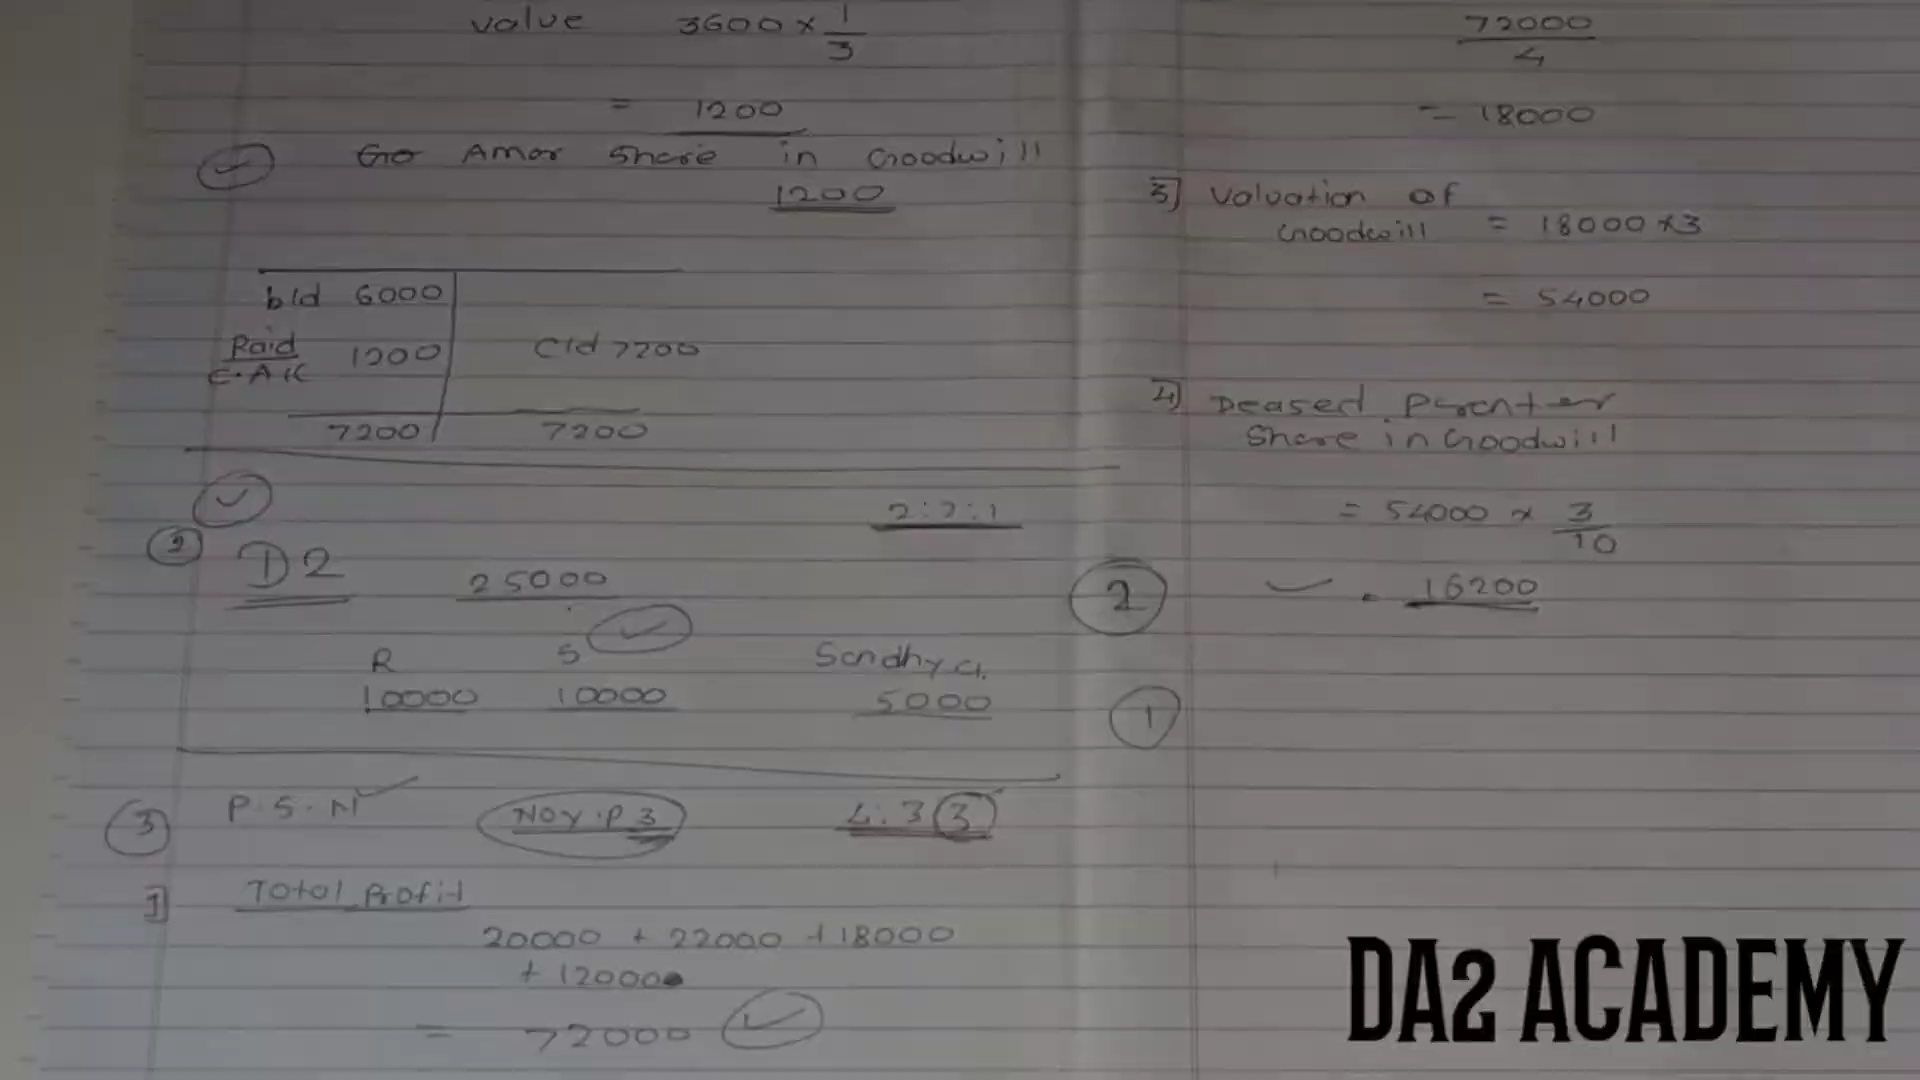 value 3600 × 1/3
= 1200
Go Amar Share in Goodwill
1200
bld 6000
Paid 1200 Cld 7200
7200 7200
2:2:1
2 D2 25000
R S Sandhya.
10000 10000 5000
3 P.S.N Noy.P3 4:3 3
1] Total Profit
20000 + 22000 + 18000
+ 12000
= 72000
72000
4
= 18000
3] Valuation of
Goodwill = 18000 × 3
= 54000
4] Deased Parnter
Share in Goodwill
= 54000 × 3/10
2 = 16200
1
DA2 ACADEMY